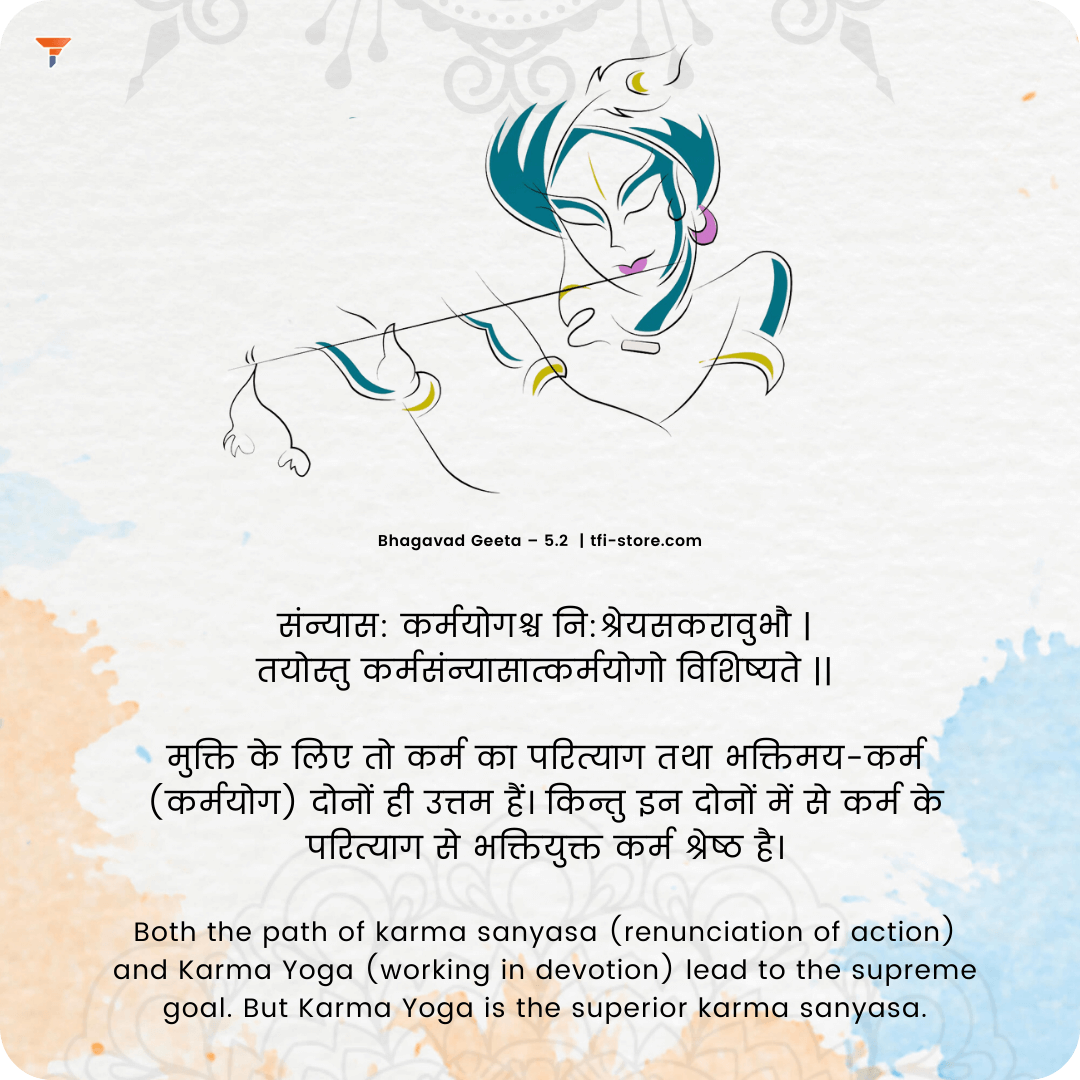 Bhagavad Geeta – 5.2 | tfi-store.com
संन्यास: कर्मयोगश्च नि:श्रेयसकरावुभौ |
तयोस्तु कर्मसंन्यासात्कर्मयोगो विशिष्यते ||
मुक्ति के लिए तो कर्म का परित्याग तथा भक्तिमय-कर्म
(कर्मयोग) दोनों ही उत्तम हैं। किन्तु इन दोनों में से कर्म के
परित्याग से भक्तियुक्त कर्म श्रेष्ठ है।
Both the path of karma sanyasa (renunciation of action)
and Karma Yoga (working in devotion) lead to the supreme
goal. But Karma Yoga is the superior karma sanyasa.